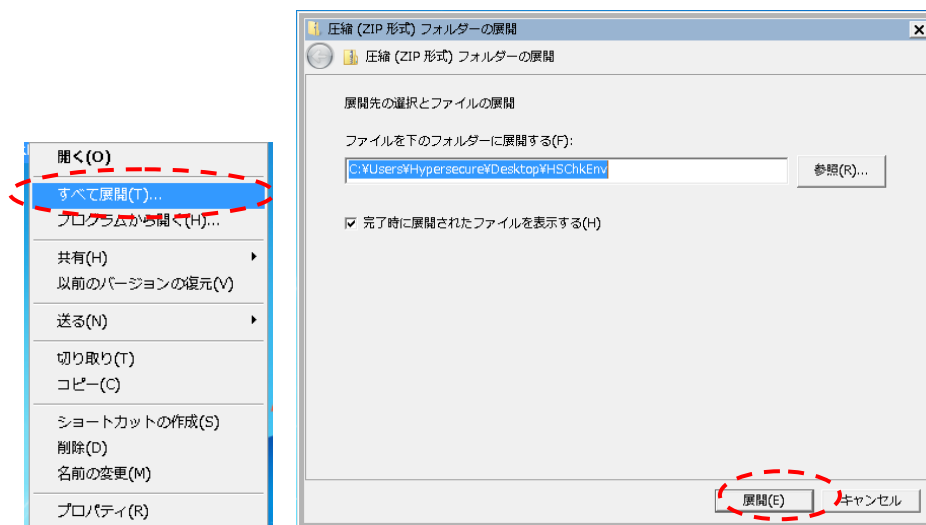 開く(O)
すべて展開(T)...
プログラムから開く(H)...
共有(H)
以前のバージョンの復元(V)
送る(N)
切り取り(T)
コピー(C)
ショートカットの作成(S)
削除(D)
名前の変更(M)
プロパティ(R)
圧縮 (ZIP 形式) フォルダーの展開
圧縮 (ZIP 形式) フォルダーの展開
展開先の選択とファイルの展開
ファイルを下のフォルダーに展開する(F):
C:¥Users¥Hypersecure¥Desktop¥HSChkEnv
参照(R)...
完了時に展開されたファイルを表示する(H)
展開(E)
キャンセル